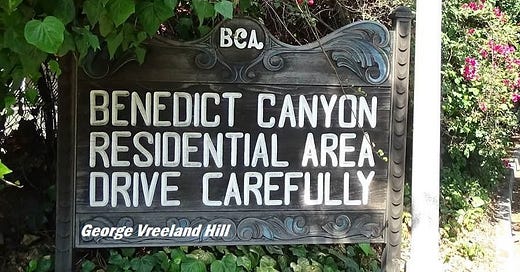 BCA
BENEDICT CANYON
RESIDENTIAL AREA
DRIVE CAREFULLY
George Vreeland Hill